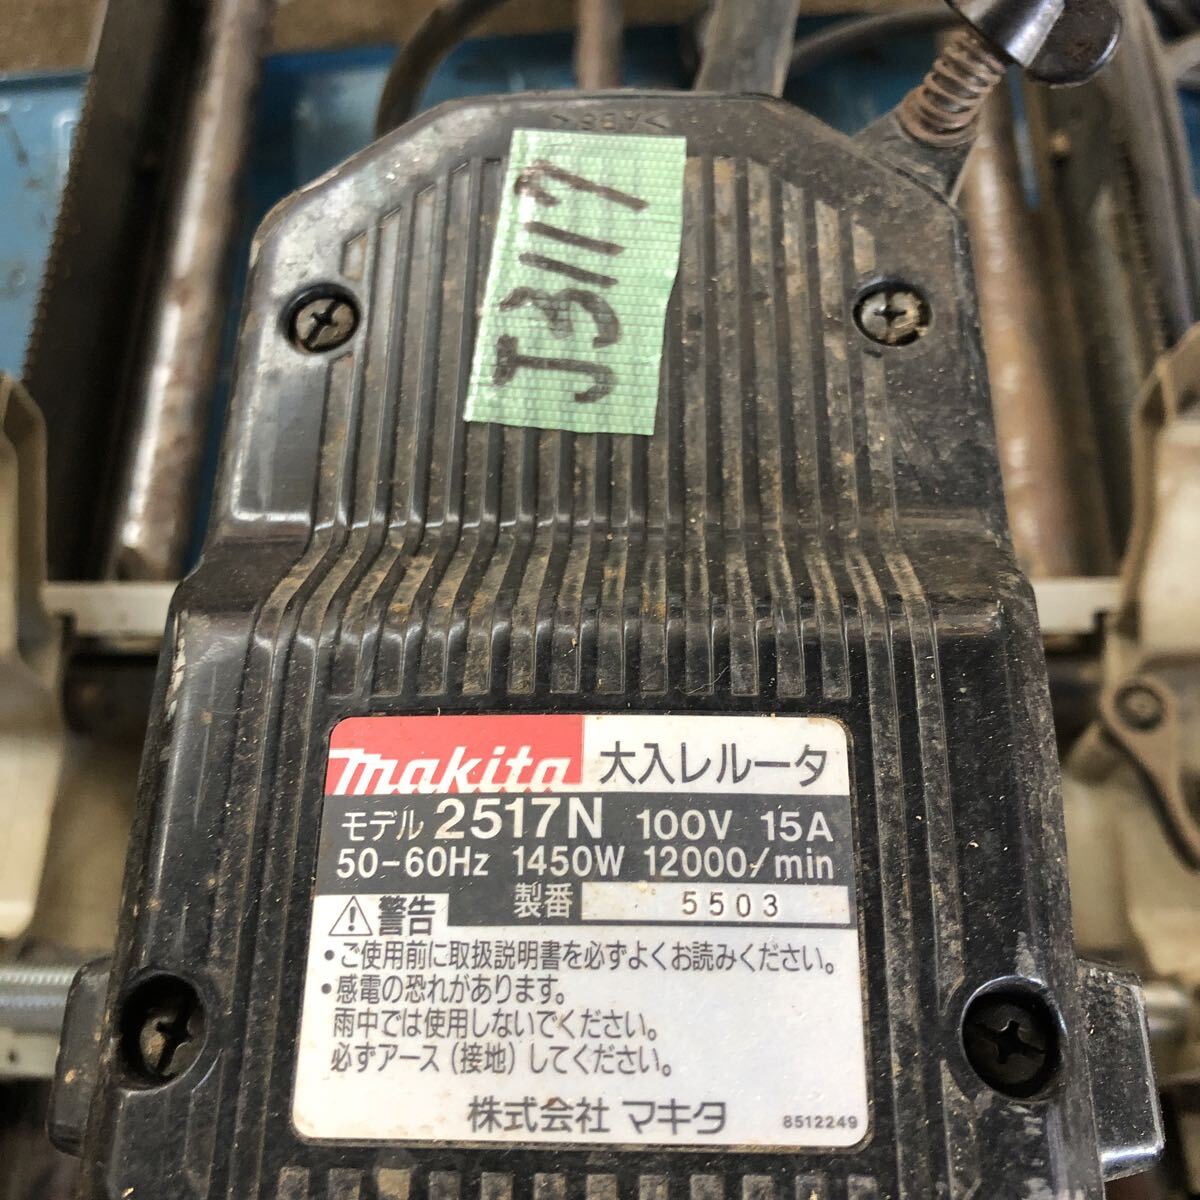 J3117
makita 大入レルータ
モデル 2517N 100V 15A
50-60Hz 1450W 12000/min
製番 5503
警告
・ご使用前に取扱説明書を必ずよくお読みください。
・感電の恐れがあります。
雨中では使用しないでください。
必ずアース（接地）してください。
株式会社 マキタ 8512249